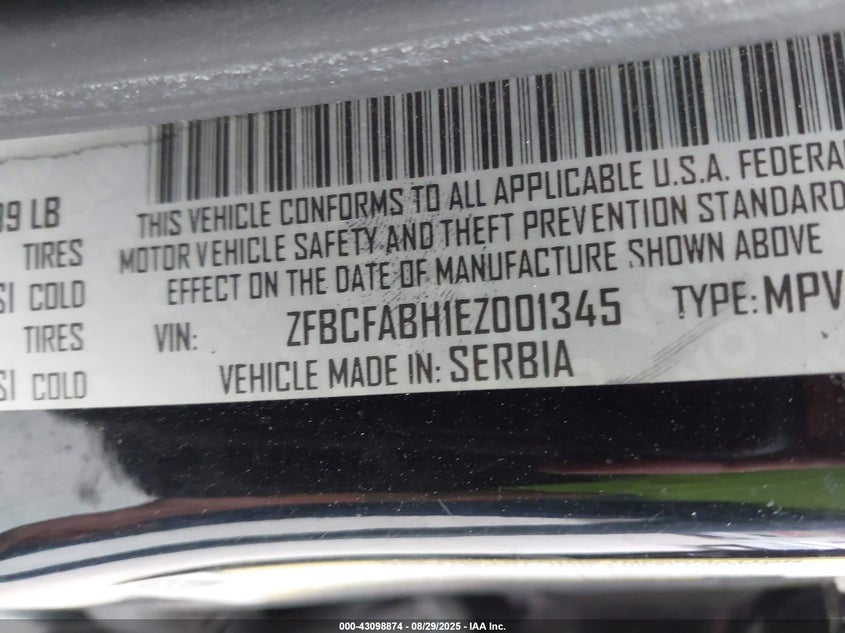 99 LB
TIRES
SI COLD
TIRES
SI COLD
THIS VEHICLE CONFORMS TO ALL APPLICABLE U.S.A. FEDERAL
MOTOR VEHICLE SAFETY AND THEFT PREVENTION STANDARD
EFFECT ON THE DATE OF MANUFACTURE SHOWN ABOVE
VIN: ZFBCFABH1EZ001345 TYPE: MPV
VEHICLE MADE IN: SERBIA
000-43098874 | 08/29/2025 - IAA Inc.